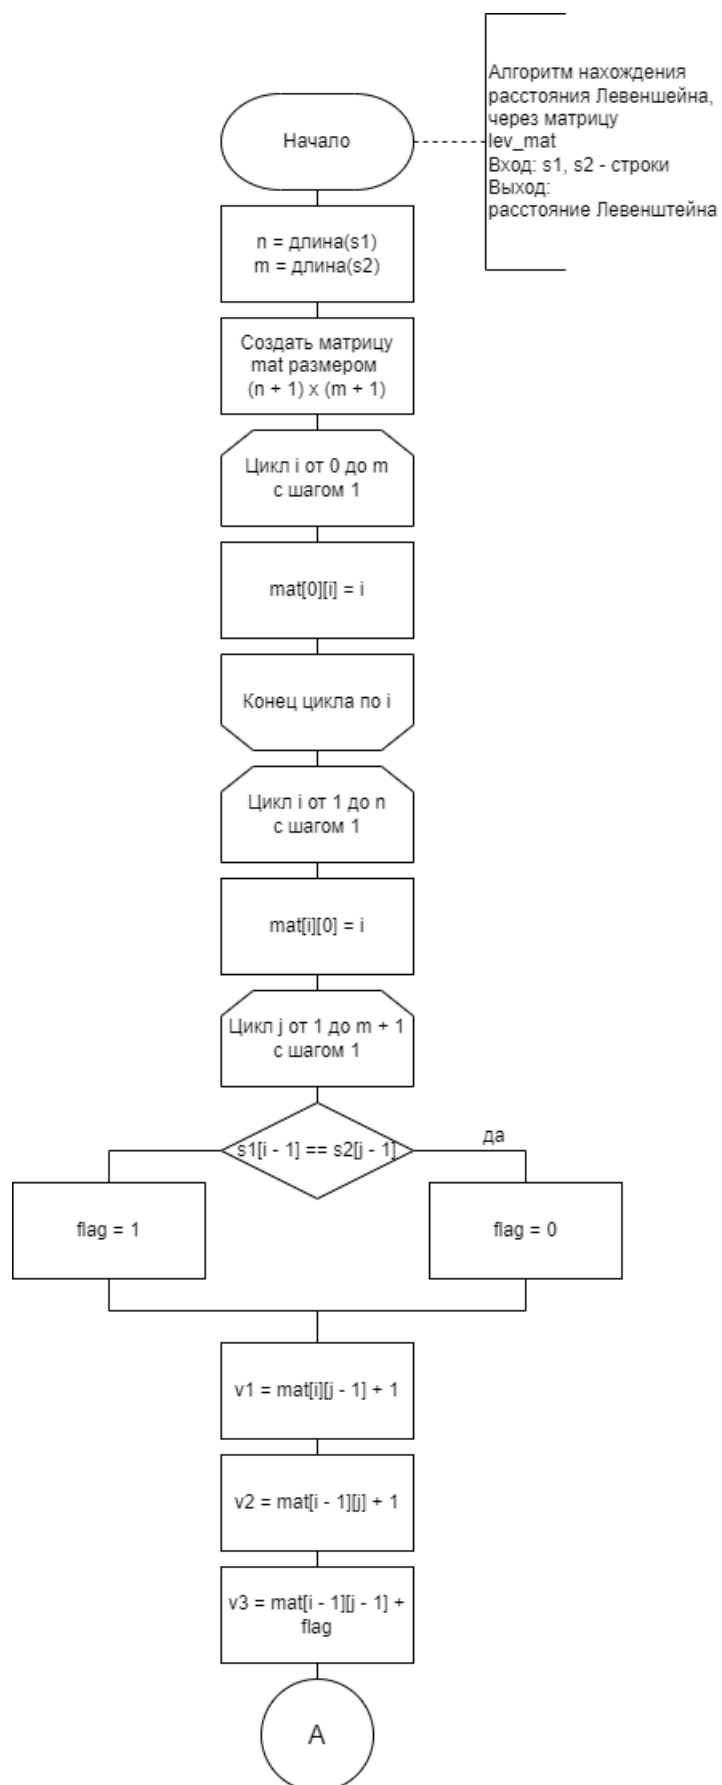 Начало
Алгоритм нахождения
расстояния Левеншейна,
через матрицу
lev_mat
Вход: s1, s2 - строки
Выход:
расстояние Левенштейна
n = длина(s1)
m = длина(s2)
Создать матрицу
mat размером
(n + 1) x (m + 1)
Цикл i от 0 до m
с шагом 1
mat[0][i] = i
Конец цикла по i
Цикл i от 1 до n
с шагом 1
mat[i][0] = i
Цикл j от 1 до m + 1
с шагом 1
s1[i - 1] == s2[j - 1]
да
flag = 1
flag = 0
v1 = mat[i][j - 1] + 1
v2 = mat[i - 1][j] + 1
v3 = mat[i - 1][j - 1] +
flag
A